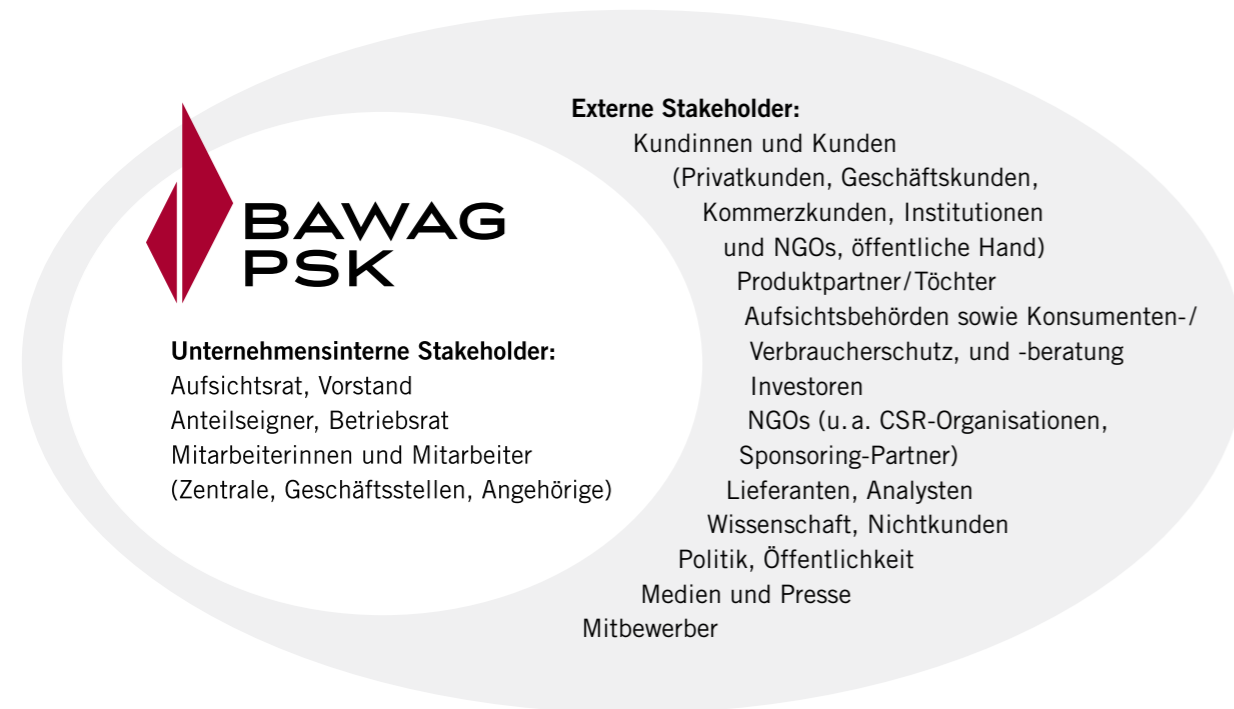 BAWAG
PSK
Unternehmensinterne Stakeholder:
Aufsichtsrat, Vorstand
Anteilseigner, Betriebsrat
Mitarbeiterinnen und Mitarbeiter
(Zentrale, Geschäftsstellen, Angehörige)
Externe Stakeholder:
Kundinnen und Kunden
(Privatkunden, Geschäftskunden,
Kommerzkunden, Institutionen
und NGOs, öffentliche Hand)
Produktpartner/Töchter
Aufsichtsbehörden sowie Konsumenten-/
Verbraucherschutz, und -beratung
Investoren
NGOs (u. a. CSR-Organisationen,
Sponsoring-Partner)
Lieferanten, Analysten
Wissenschaft, Nichtkunden
Politik, Öffentlichkeit
Medien und Presse
Mitbewerber